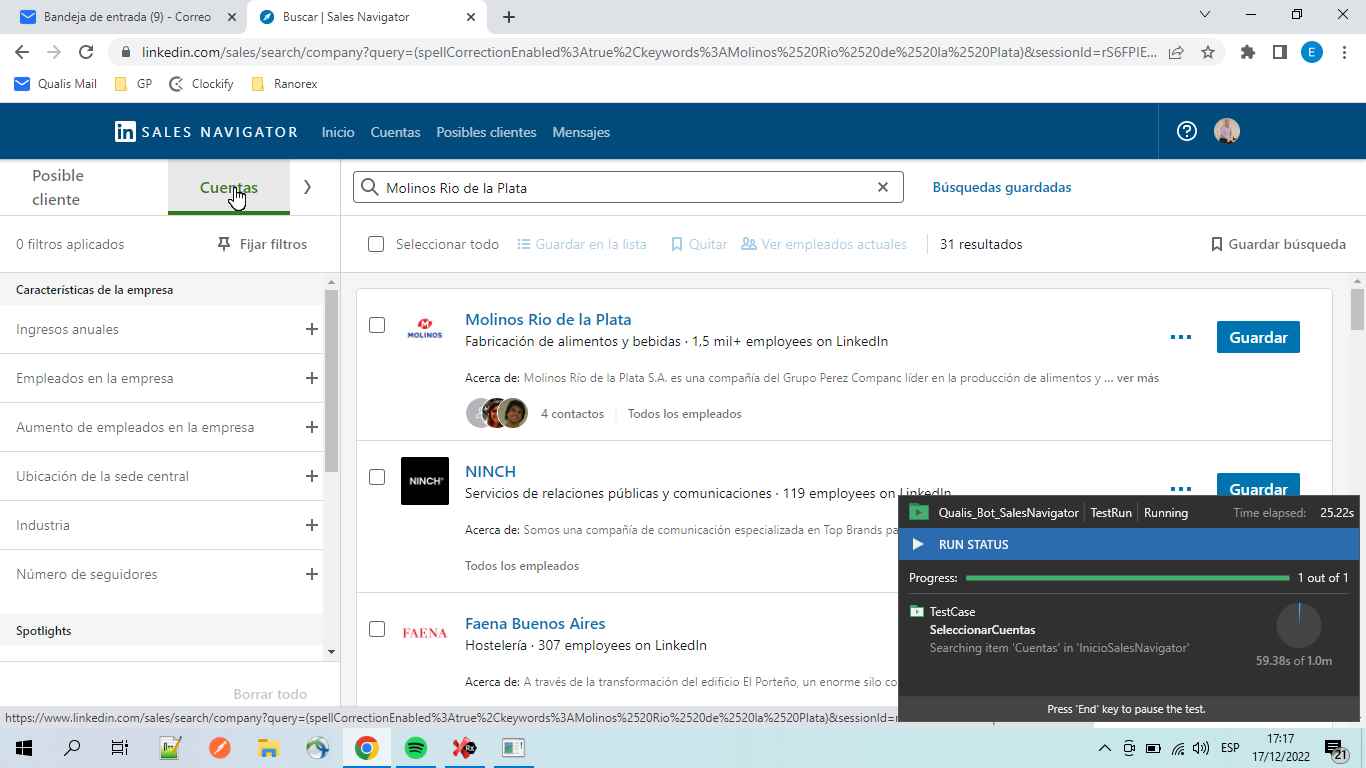 Bandeja de entrada (9) - Correo
Buscar | Sales Navigator
linkedin.com/sales/search/company?query=(spellCorrectionEnabled%3Atrue%2Ckeywords%3AMolinos%2520Rio%2520de%2520la%2520Plata)&sessionId=rS6FPIE...
E
Qualis Mail
GP
Clockify
Ranorex
in SALES NAVIGATOR
Inicio
Cuentas
Posibles clientes
Mensajes
Posible
cliente
Cuentas
Molinos Rio de la Plata
Búsquedas guardadas
0 filtros aplicados
Fijar filtros
Seleccionar todo
Guardar en la lista
Quitar
Ver empleados actuales
31 resultados
Guardar búsqueda
Características de la empresa
Ingresos anuales
Empleados en la empresa
Aumento de empleados en la empresa
Ubicación de la sede central
Industria
Número de seguidores
Spotlights
Borrar todo
MOLINOS
Molinos Rio de la Plata
Fabricación de alimentos y bebidas · 1,5 mil+ employees on LinkedIn
Guardar
Acerca de: Molinos Río de la Plata S.A. es una compañía del Grupo Perez Companc líder en la producción de alimentos y ... ver más
4 contactos
Todos los empleados
NINCH
NINCH
Servicios de relaciones públicas y comunicaciones · 119 employees on LinkedIn
Guardar
Acerca de: Somos una compañía de comunicación especializada en Top Brands
Todos los empleados
FAENA
Faena Buenos Aires
Hostelería · 307 employees on LinkedIn
Acerca de: A través de la transformación del edificio El Porteño, un enorme silo
Qualis_Bot_SalesNavigator
TestRun
Running
Time elapsed: 25.22s
RUN STATUS
Progress:
1 out of 1
TestCase
SeleccionarCuentas
Searching item 'Cuentas' in 'InicioSalesNavigator'
59.38s of 1.0m
Press 'End' key to pause the test.
https://www.linkedin.com/sales/search/company?query=(spellCorrectionEnabled%3Atrue%2Ckeywords%3AMolinos%2520Rio%2520de%2520la%2520Plata)&sessionId=
ESP
17:17
17/12/2022
21